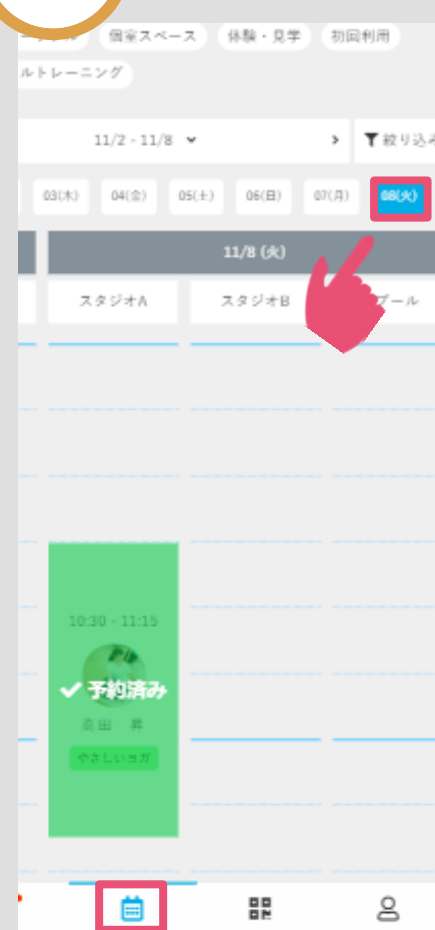 個室スペース 体験・見学 初回利用
ルトレーニング
11/2 - 11/8 絞り込み
03(木) 04(金) 05(土) 06(日) 07(月) 08(火)
11/8 (火)
スタジオA スタジオB プール
10:30 - 11:15
予約済み
高田 昇
やさしいヨガ